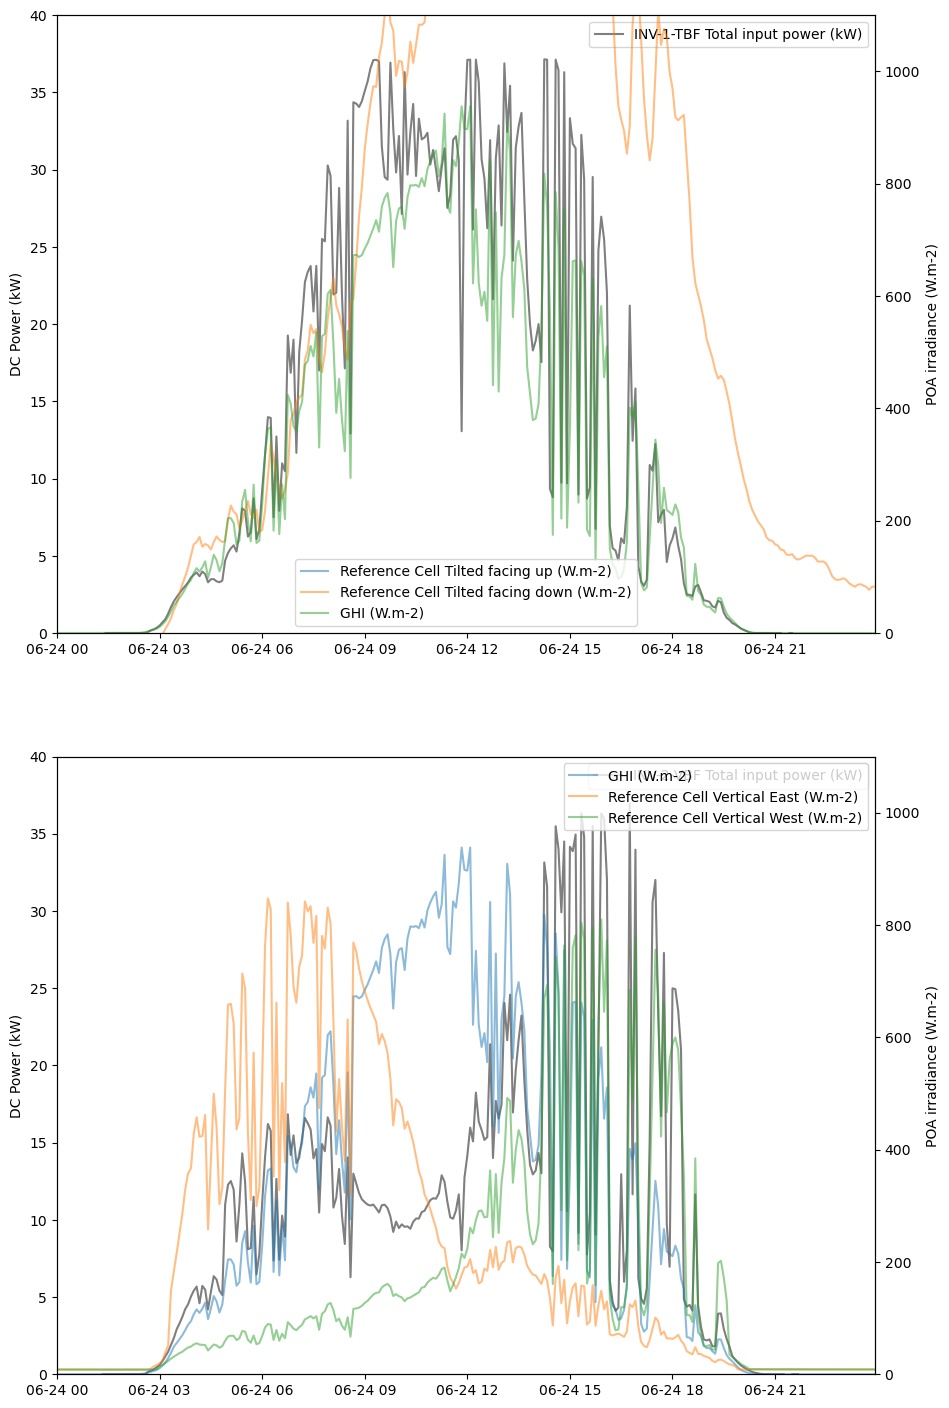 INV-1-TBF Total input power (kW)
40
35
30
25
20
15
10
5
0
DC Power (kW)
1000
800
600
400
200
0
POA irradiance (W.m-2)
Reference Cell Tilted facing up (W.m-2)
Reference Cell Tilted facing down (W.m-2)
GHI (W.m-2)
06-24 00 06-24 03 06-24 06 06-24 09 06-24 12 06-24 15 06-24 18 06-24 21
40
35
30
25
20
15
10
5
0
DC Power (kW)
Total input power (kW)
GHI (W.m-2)
Reference Cell Vertical East (W.m-2)
Reference Cell Vertical West (W.m-2)
1000
800
600
400
200
0
POA irradiance (W.m-2)
06-24 00 06-24 03 06-24 06 06-24 09 06-24 12 06-24 15 06-24 18 06-24 21